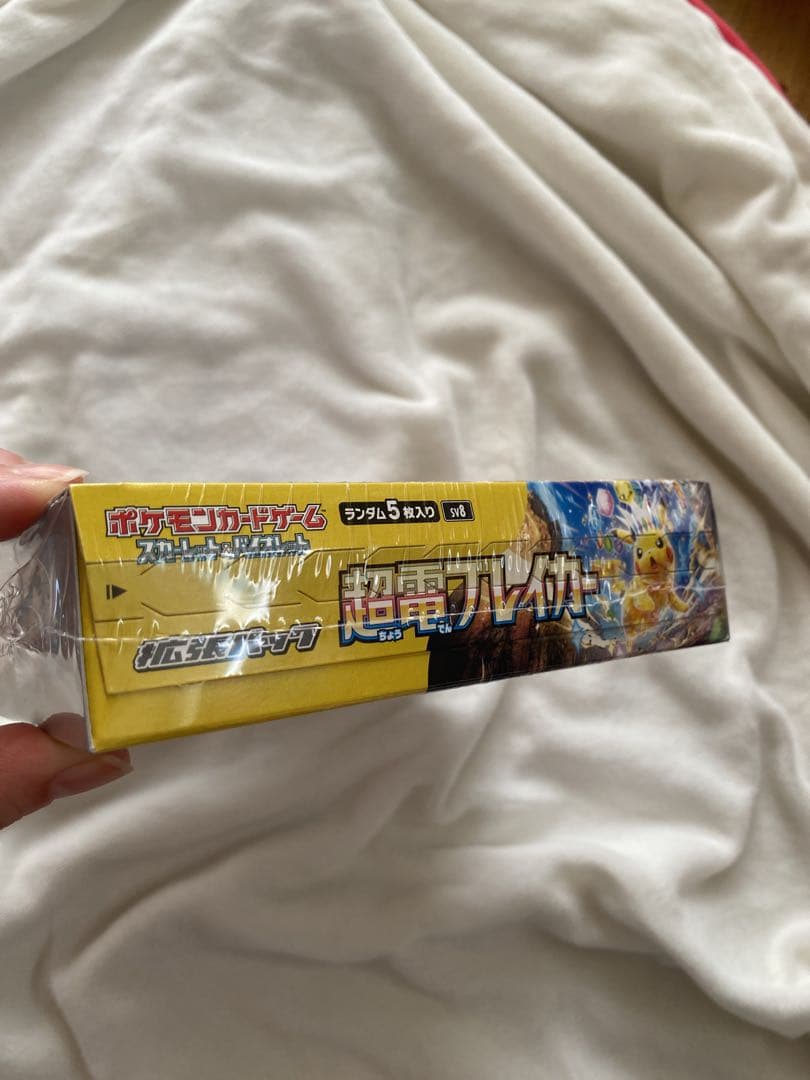 ポケモンカードゲーム
スカーレット&バイオレット
ランダム5枚入り
SV8
拡張パック
超電ブレイカー
ちょう でん